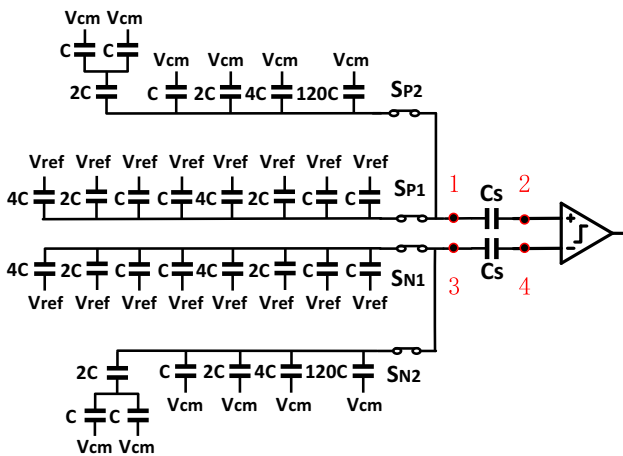 Vcm Vcm
C C
Vcm Vcm Vcm Vcm
2C C 2C 4C 120C SP2
Vref Vref Vref Vref Vref Vref Vref Vref
4C 2C C C 4C 2C C C SP1 1 Cs 2
+
4C 2C C C 4C 2C C C SN1 3 Cs 4
-
Vref Vref Vref Vref Vref Vref Vref Vref
2C C 2C 4C 120C SN2
C C Vcm Vcm Vcm Vcm
Vcm Vcm